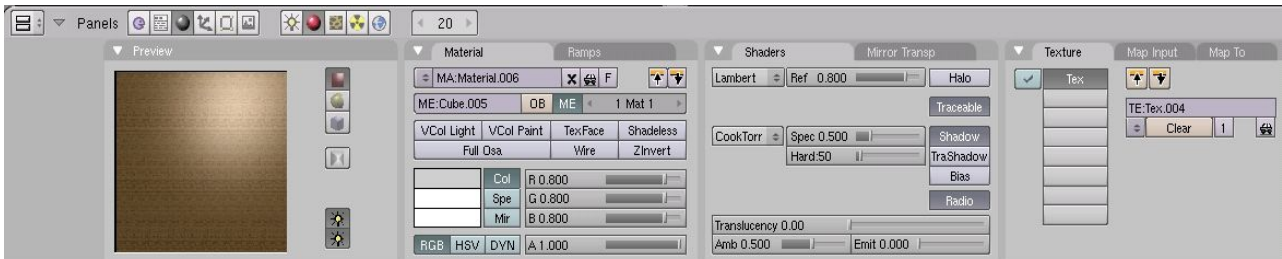 Panels 20
Preview
Material Ramps
MA:Material.006 X F
ME:Cube.005 OB ME 1 Mat 1
VCol Light VCol Paint TexFace Shadeless
Full Osa Wire ZInvert
Col R 0.800
Spe G 0.800
Mir B 0.800
RGB HSV DYN A 1.000
Shaders Mirror Transp
Lambert Ref 0.800 Halo
Traceable
CookTorr Spec 0.500 Shadow
Hard:50 TraShadow
Bias
Radio
Translucency 0.00
Amb 0.500 Emit 0.000
Texture Map Input Map To
Tex
TE:Tex.004
Clear 1